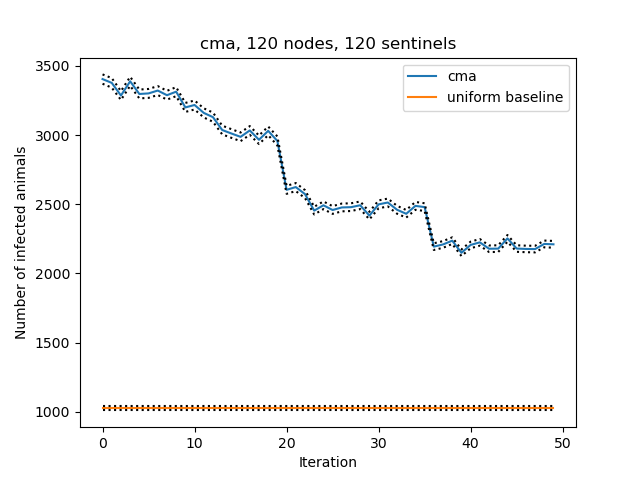 cma, 120 nodes, 120 sentinels
cma
uniform baseline
Number of infected animals
3500
3000
2500
2000
1500
1000
0 10 20 30 40 50
Iteration